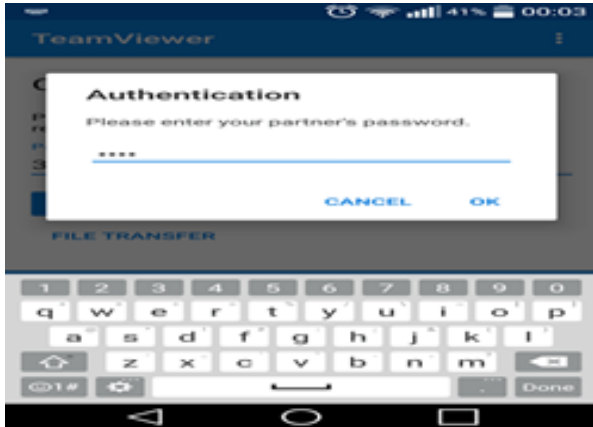 41% 00:03
TeamViewer
Authentication
Please enter your partner's password.
••••
CANCEL OK
FILE TRANSFER
1 2 3 4 5 6 7 8 9 0
q w e r t y u i o p
a s d f g h j k l
z x c v b n m
1# . Done